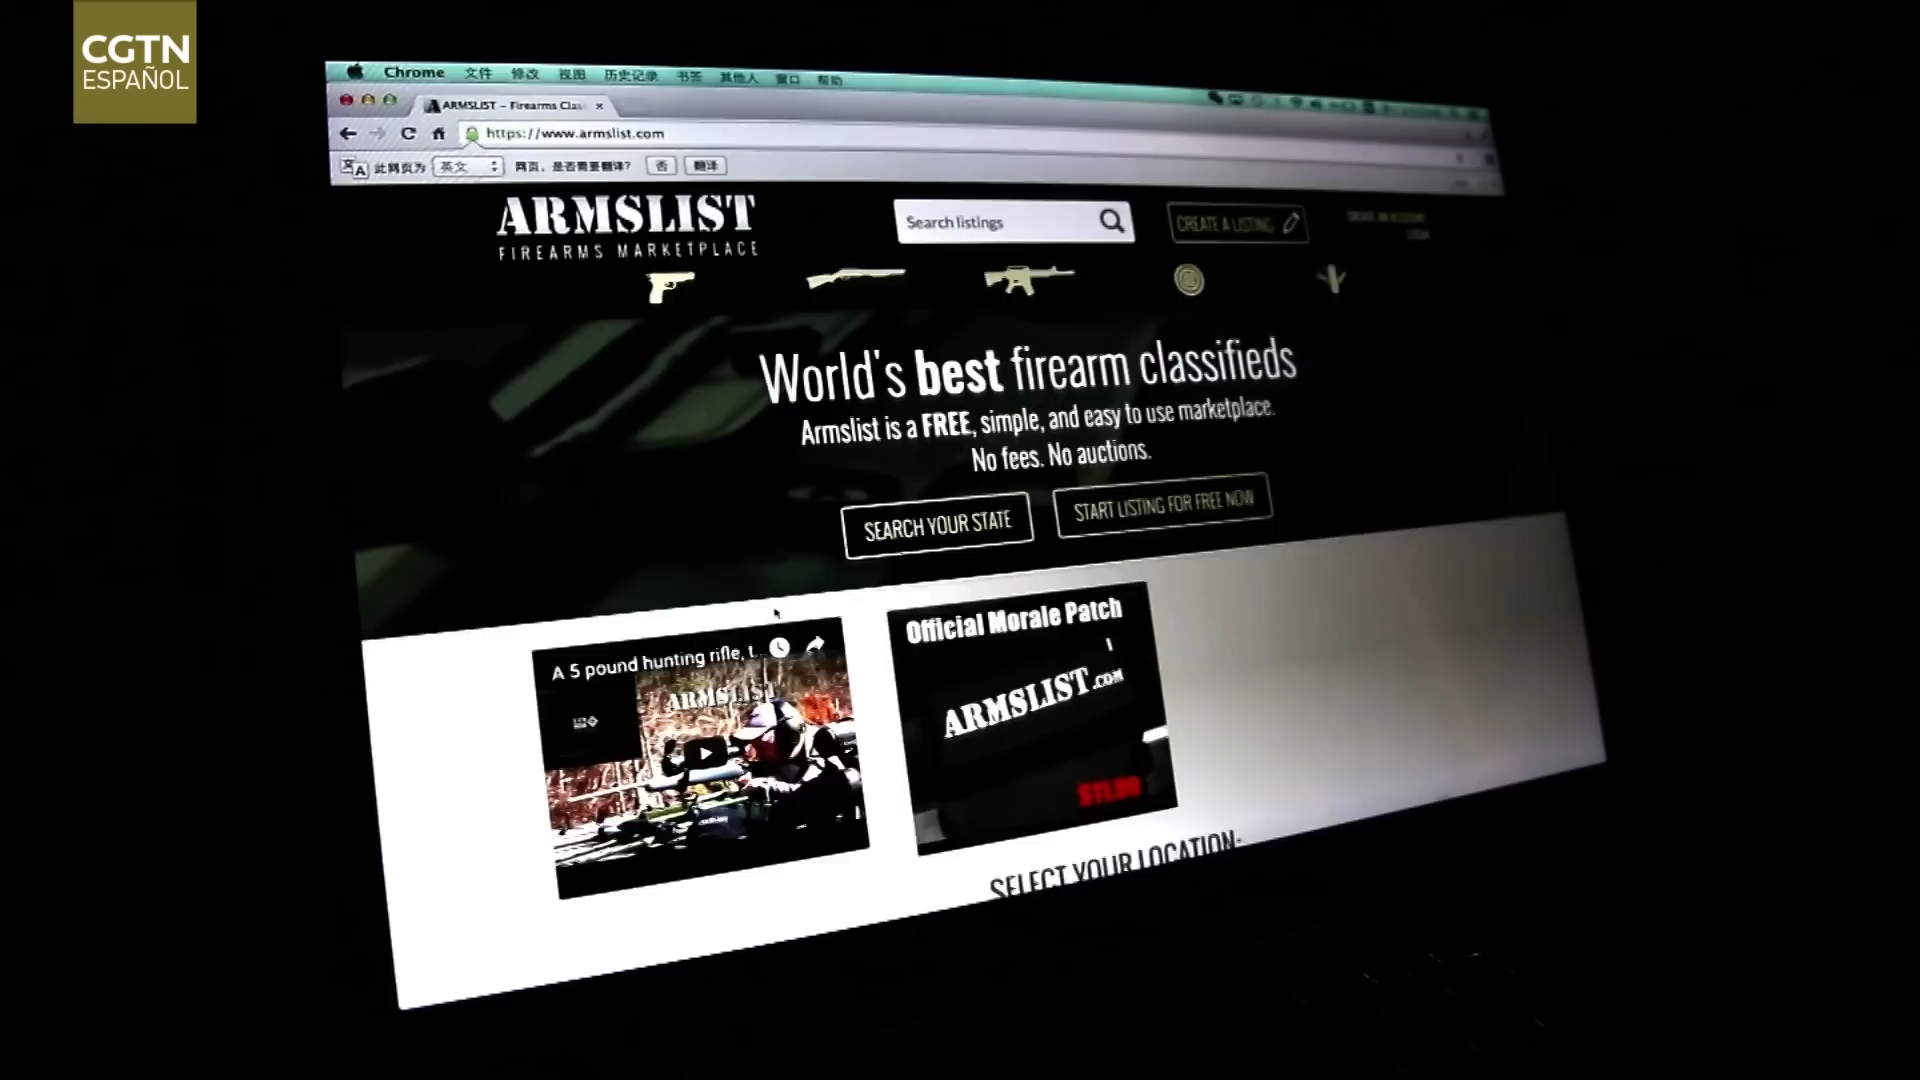 CGTN
ESPAÑOL
Chrome 文件 修改 视图 历史记录 书签 其他人 窗口 帮助
ARMSLIST – Firearms Clas
https://www.armslist.com
此网页为 英文 网页，是否需要翻译? 否 翻译
ARMSLIST
FIREARMS MARKETPLACE
Search listings
CREATE A LISTING
CREATE AN ACCOUNT
LOGIN
World's best firearm classifieds
Armslist is a FREE, simple, and easy to use marketplace.
No fees. No auctions.
SEARCH YOUR STATE
START LISTING FOR FREE NOW
A 5 pound hunting rifle, t...
ARMSLIST
Official Morale Patch
ARMSLIST.COM
SELECT YOUR LOCATION: